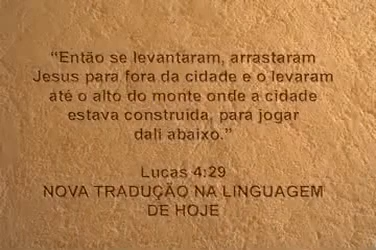 “Então se levantaram, arrastaram
Jesus para fora da cidade e o levaram
até o alto do monte onde a cidade
estava construída, para jogar
dali abaixo.”
Lucas 4:29
NOVA TRADUÇÃO NA LINGUAGEM
DE HOJE